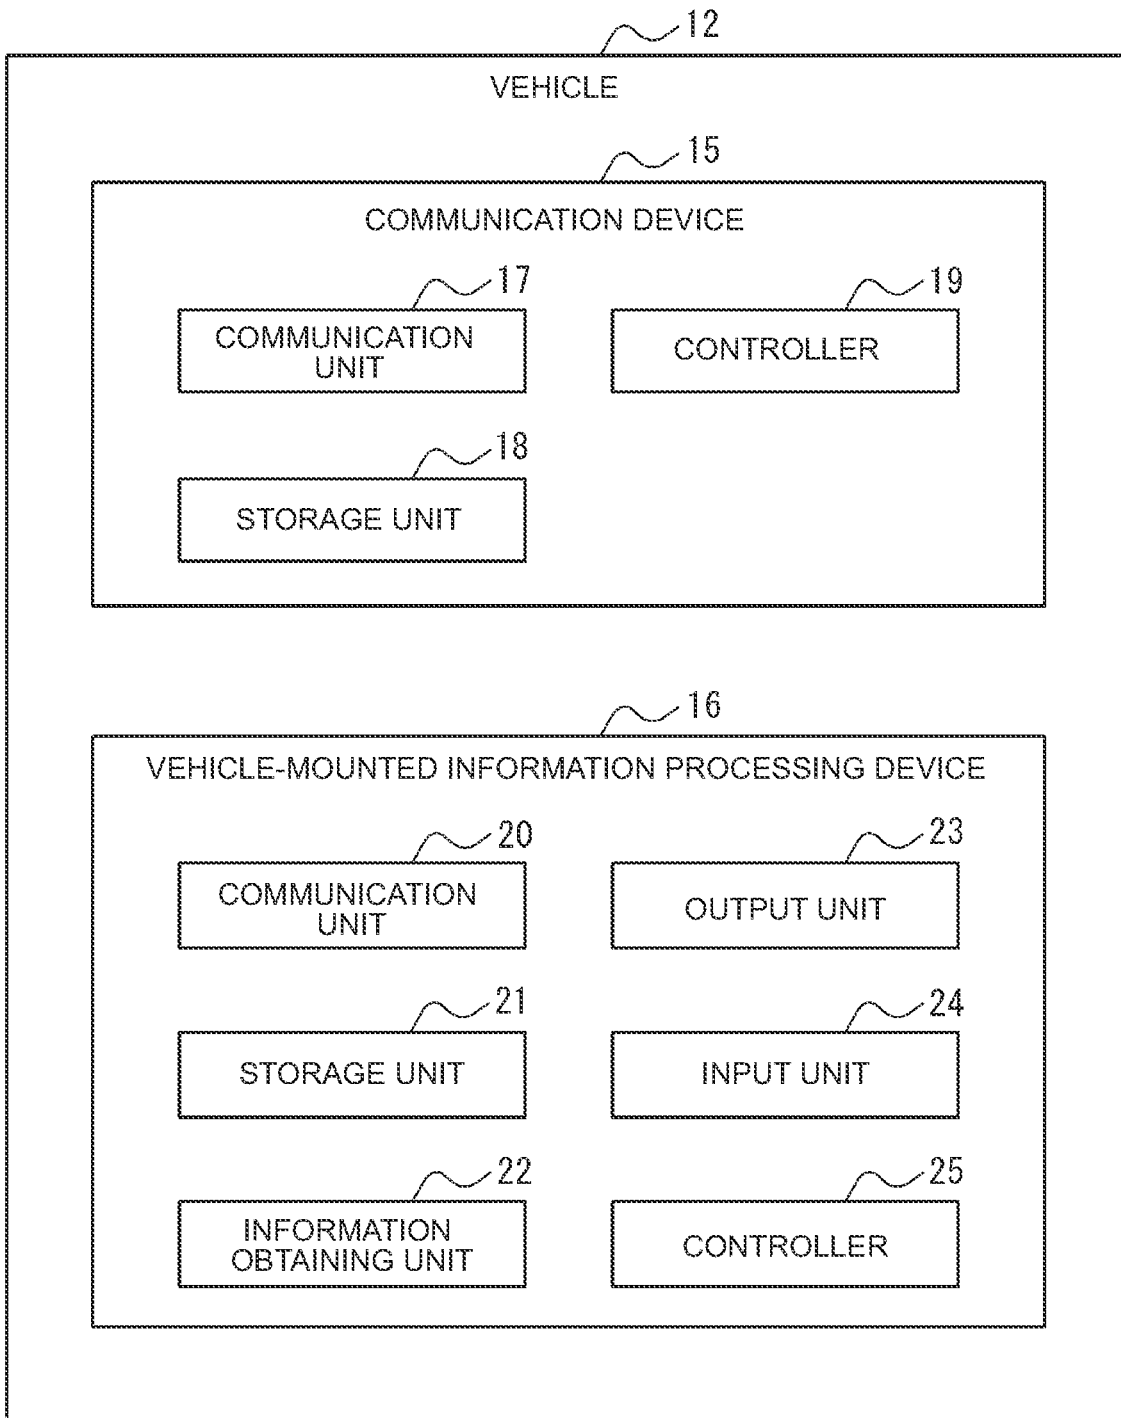 12
VEHICLE
15
COMMUNICATION DEVICE
17
COMMUNICATION
UNIT
19
CONTROLLER
18
STORAGE UNIT
16
VEHICLE-MOUNTED INFORMATION PROCESSING DEVICE
20
COMMUNICATION
UNIT
23
OUTPUT UNIT
21
STORAGE UNIT
24
INPUT UNIT
22
INFORMATION
OBTAINING UNIT
25
CONTROLLER